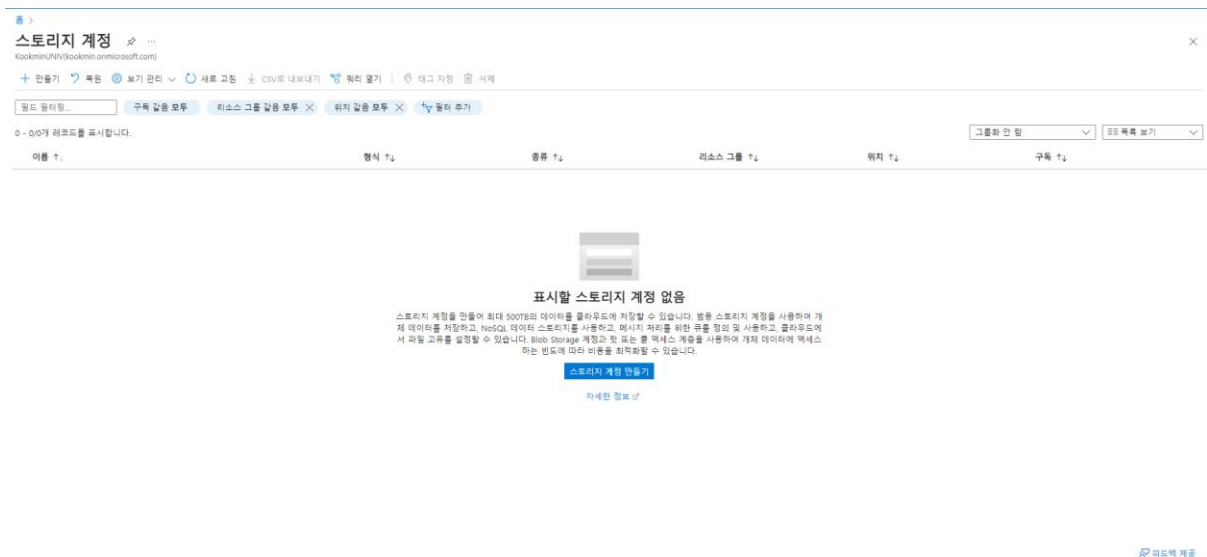 홈 >
스토리지 계정
KookminUNIV(kookmin.onmicrosoft.com)
만들기 복원 보기 관리 새로 고침 CSV로 내보내기 쿼리 열기 태그 지정 삭제
필드 필터링... 구독 같음 모두 리소스 그룹 같음 모두 위치 같음 모두 필터 추가
0 - 0/0개 레코드를 표시합니다. 그룹화 안 함 목록 보기
이름 형식 종류 리소스 그룹 위치 구독
표시할 스토리지 계정 없음
스토리지 계정을 만들어 최대 500TB의 데이터를 클라우드에 저장할 수 있습니다. 범용 스토리지 계정을 사용하여 개
체 데이터를 저장하고, NoSQL 데이터 스토리지를 사용하고, 메시지 처리를 위한 큐를 정의 및 사용하고, 클라우드에
서 파일 공유를 설정할 수 있습니다. Blob Storage 계정과 핫 또는 쿨 액세스 계층을 사용하여 개체 데이터에 액세스
하는 빈도에 따라 비용을 최적화할 수 있습니다.
스토리지 계정 만들기
자세한 정보
피드백 제공